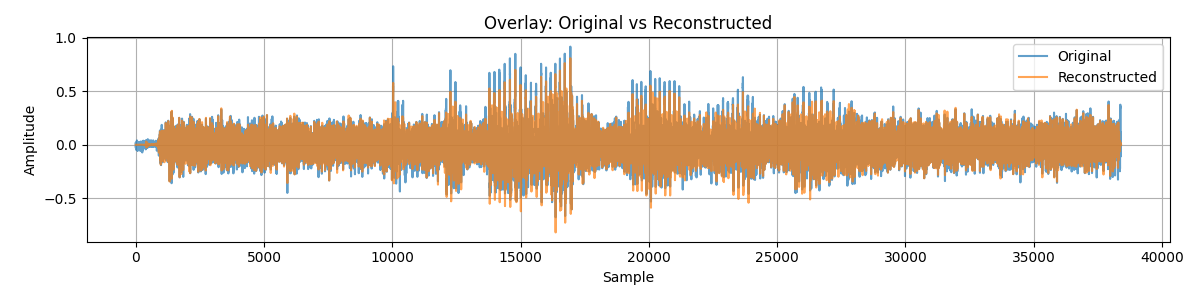 Overlay: Original vs Reconstructed
Original
Reconstructed
Amplitude
1.0
0.5
0.0
−0.5
0
5000
10000
15000
20000
25000
30000
35000
40000
Sample